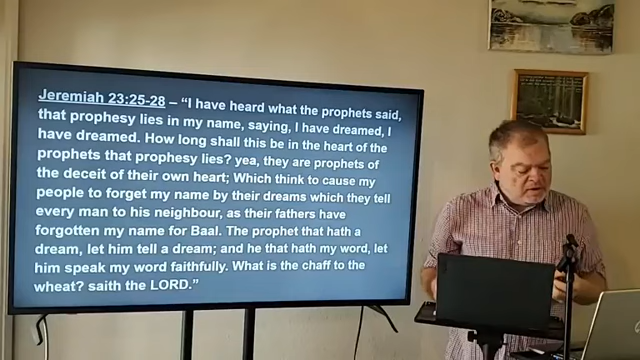 Jeremiah 23:25-28 – “I have heard what the prophets said,
that prophesy lies in my name, saying, I have dreamed, I
have dreamed. How long shall this be in the heart of the
prophets that prophesy lies? yea, they are prophets of
the deceit of their own heart; Which think to cause my
people to forget my name by their dreams which they tell
every man to his neighbour, as their fathers have
forgotten my name for Baal. The prophet that hath a
dream, let him tell a dream; and he that hath my word, let
him speak my word faithfully. What is the chaff to the
wheat? saith the LORD.”